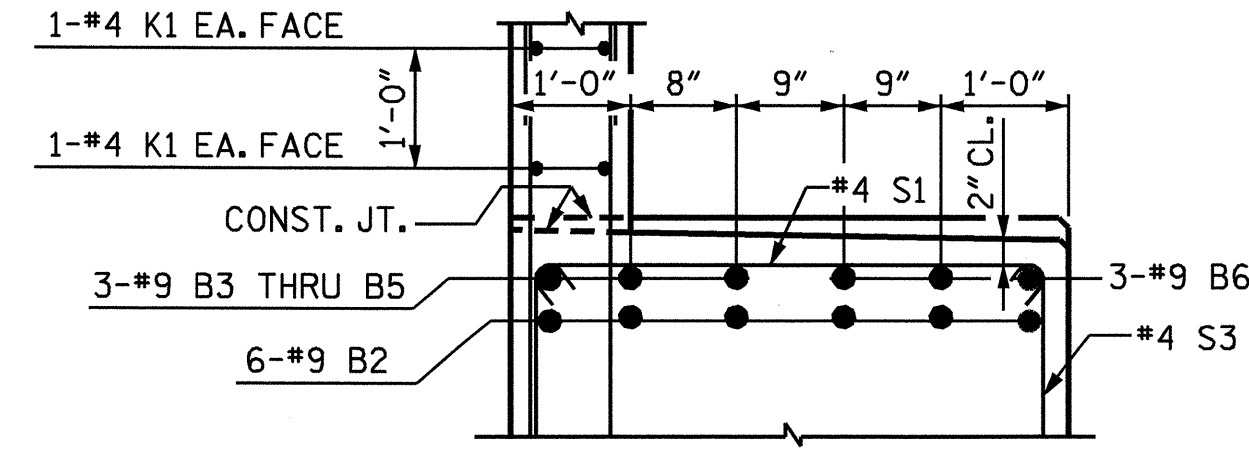 1-#4 K1 EA. FACE
1'-0"
8"
9"
9"
1'-0"
1'-0"
1-#4 K1 EA. FACE
2" CL.
#4 S1
CONST. JT.
3-#9 B3 THRU B5
3-#9 B6
6-#9 B2
#4 S3